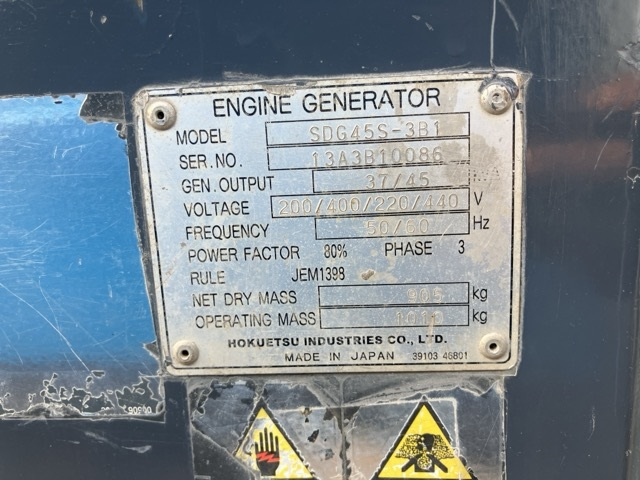 ENGINE GENERATOR
MODEL SDG45S-3B1
SER.NO. 13A3B10086
GEN.OUTPUT 37/45
VOLTAGE 200/400/220/440 V
FREQUENCY 50/60 Hz
POWER FACTOR 80% PHASE 3
RULE JEM1398
NET DRY MASS kg
OPERATING MASS kg
HOKUETSU INDUSTRIES CO., LTD.
MADE IN JAPAN 39103 46801